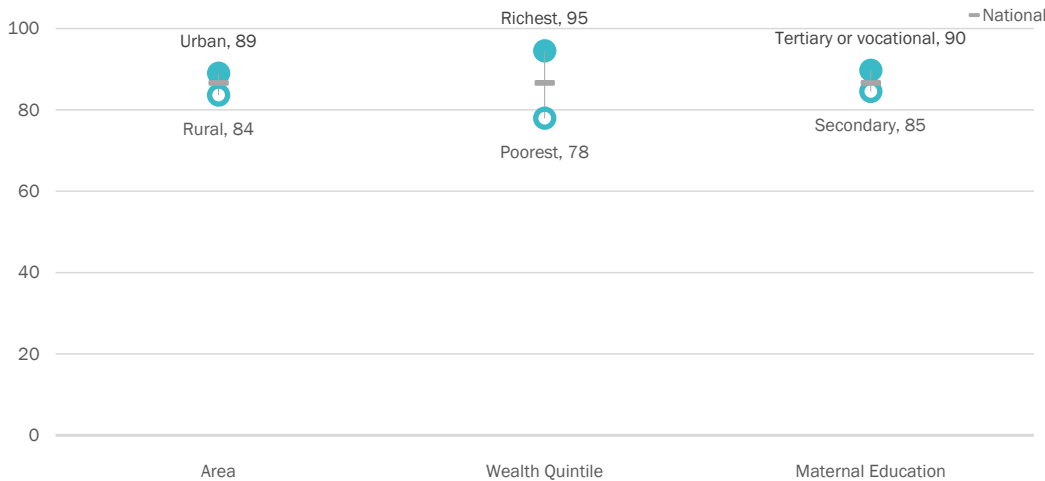 National
100
80
60
40
20
0
Urban, 89
Rural, 84
Richest, 95
Poorest, 78
Tertiary or vocational, 90
Secondary, 85
Area
Wealth Quintile
Maternal Education